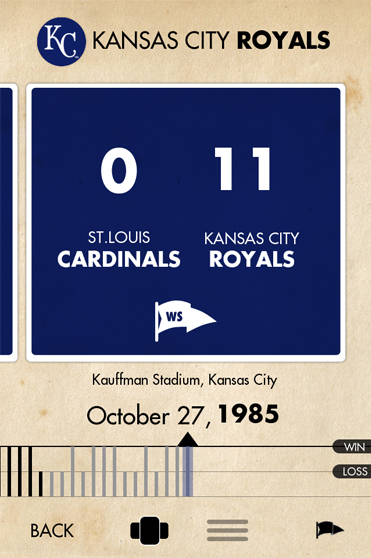 KC KANSAS CITY ROYALS
0 11
ST.LOUIS KANSAS CITY
CARDINALS ROYALS
WS
Kauffman Stadium, Kansas City
October 27, 1985
WIN
LOSS
BACK